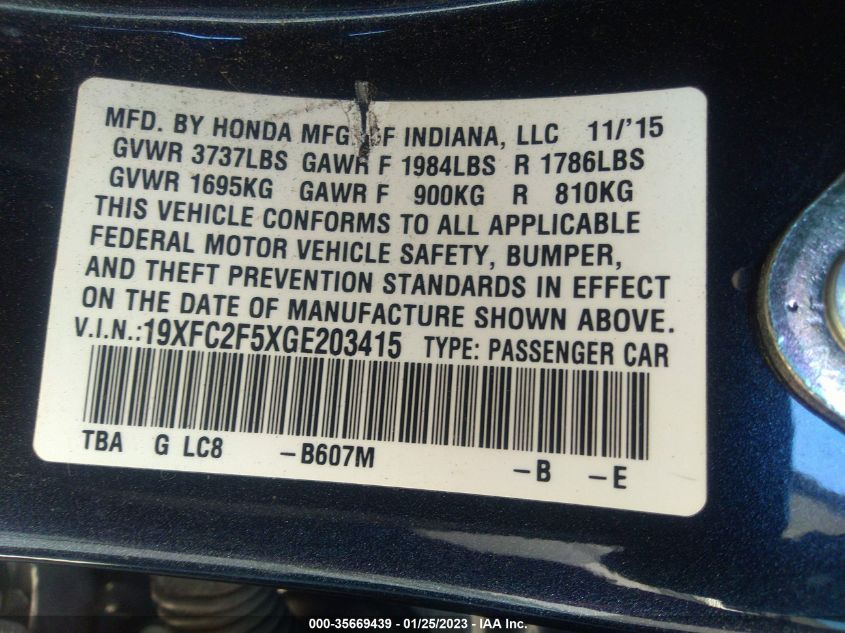 MFD. BY HONDA MFG. OF INDIANA, LLC 11/'15
GVWR 3737LBS GAWR F 1984LBS R 1786LBS
GVWR 1695KG GAWR F 900KG R 810KG
THIS VEHICLE CONFORMS TO ALL APPLICABLE
FEDERAL MOTOR VEHICLE SAFETY, BUMPER,
AND THEFT PREVENTION STANDARDS IN EFFECT
ON THE DATE OF MANUFACTURE SHOWN ABOVE.
V.I.N.:19XFC2F5XGE203415 TYPE: PASSENGER CAR
TBA G LC8 –B607M –B –E
000-35669439 — 01/25/2023 — IAA Inc.